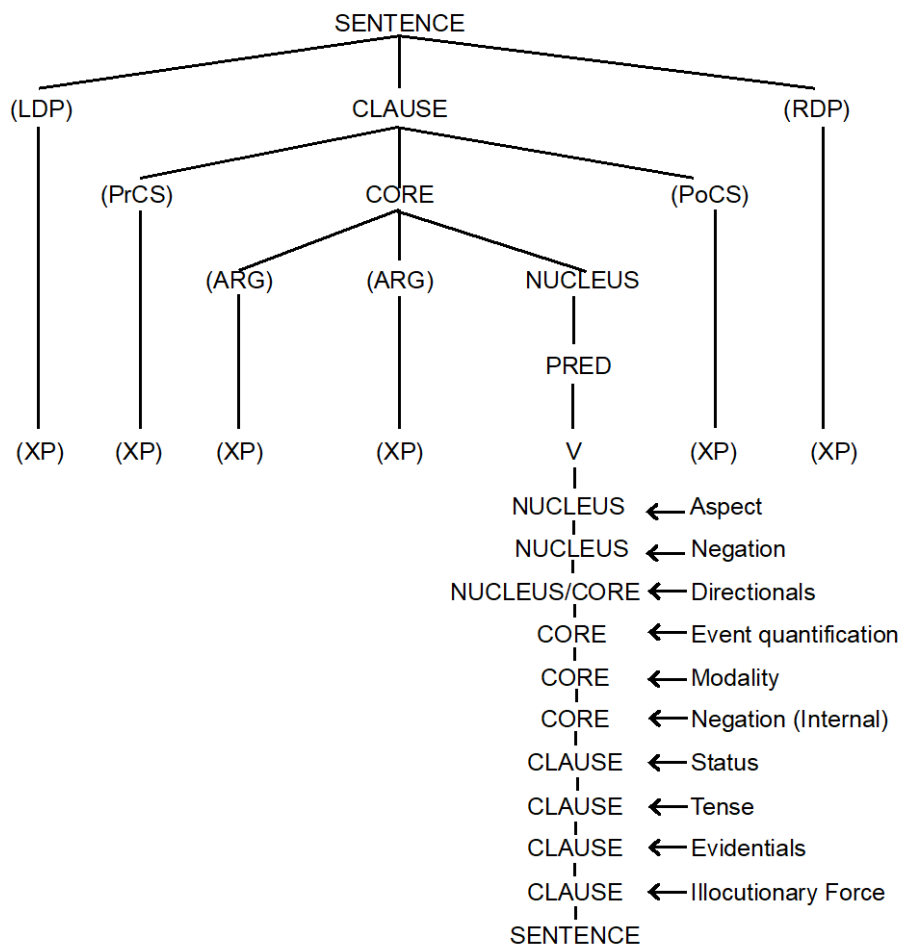 SENTENCE
(LDP) CLAUSE (RDP)
(PrCS) CORE (PoCS)
(ARG) (ARG) NUCLEUS
PRED
(XP) (XP) (XP) (XP) V (XP) (XP)
NUCLEUS Aspect
NUCLEUS Negation
NUCLEUS/CORE Directionals
CORE Event quantification
CORE Modality
CORE Negation (Internal)
CLAUSE Status
CLAUSE Tense
CLAUSE Evidentials
CLAUSE Illocutionary Force
SENTENCE